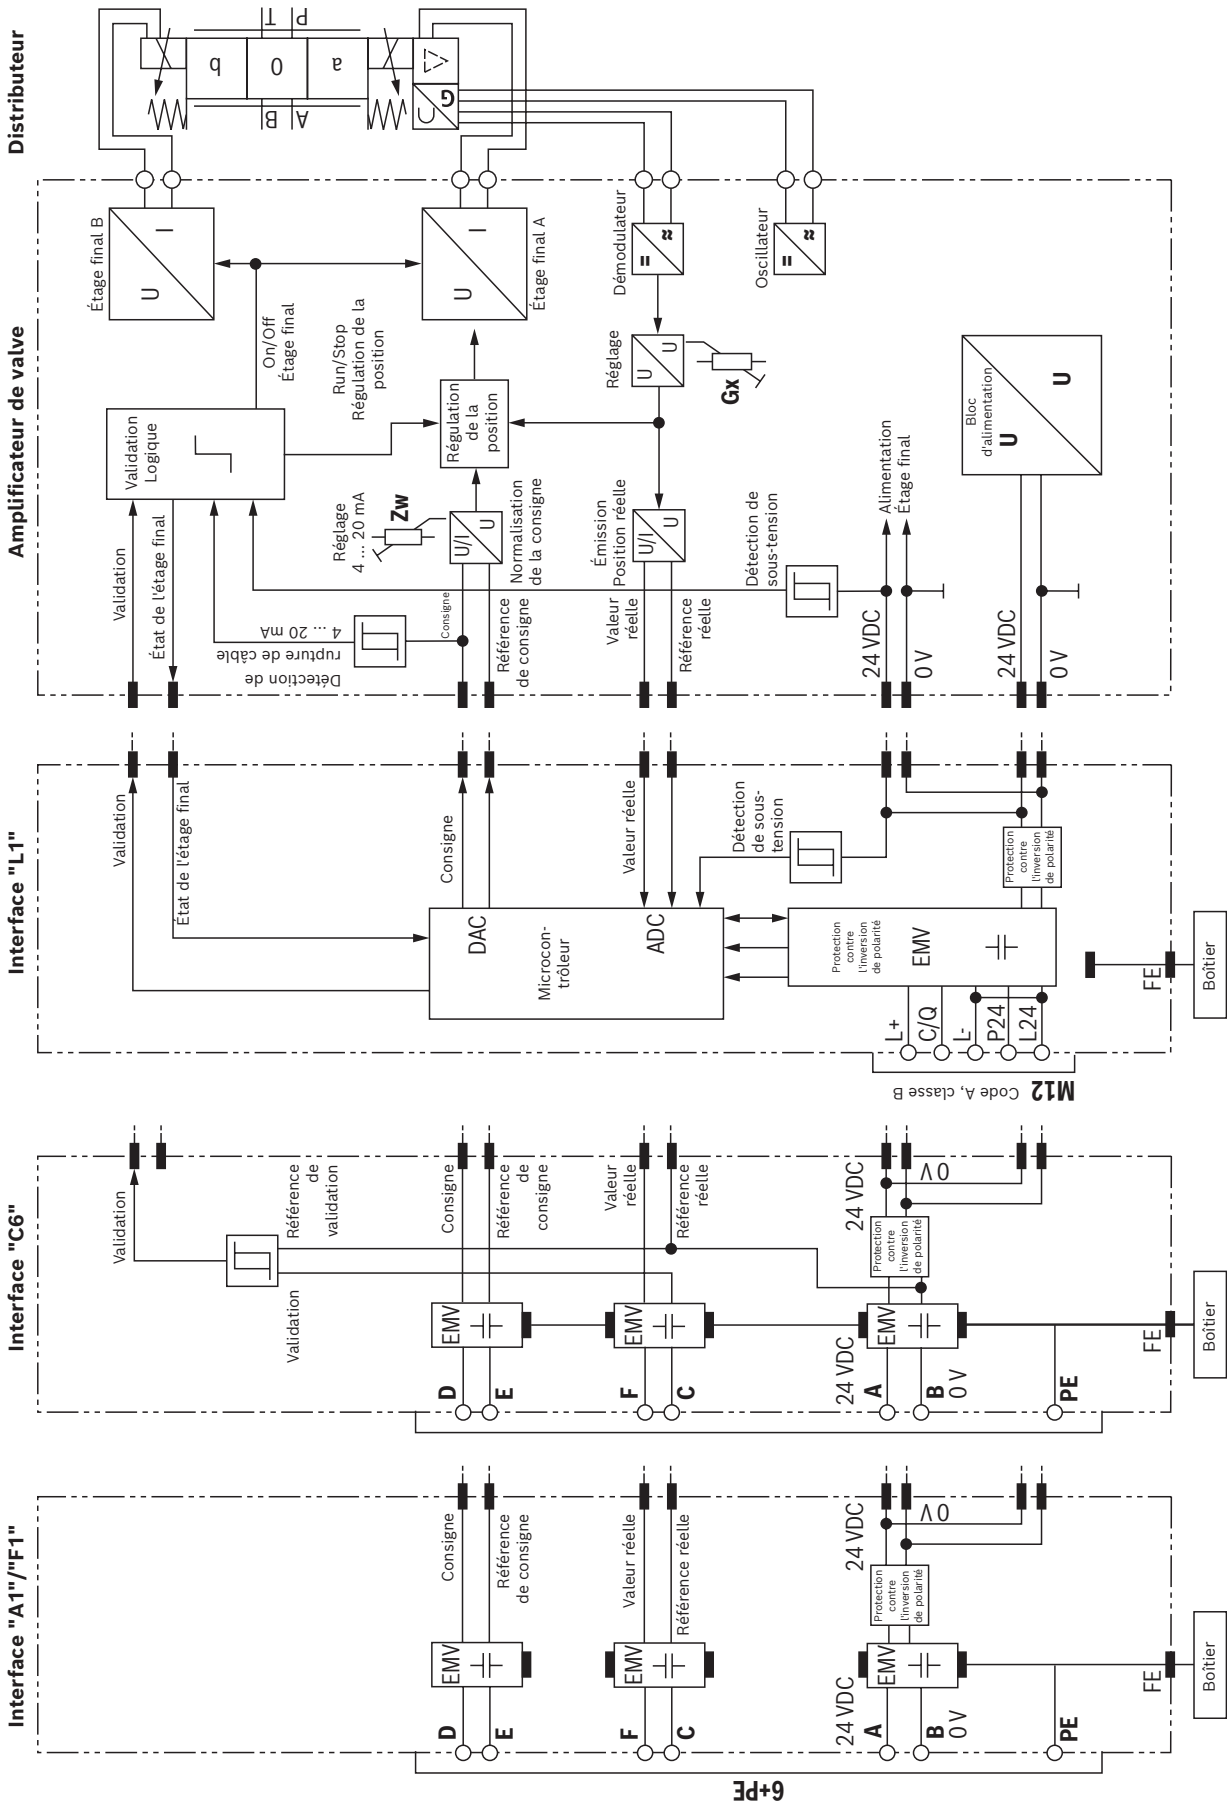 Interface "A1"/"F1"
6+PE
D
E
F
C
24 VDC
A
B
0 V
PE
EMV
EMV
EMV
Consigne
Référence
de consigne
Valeur réelle
Référence réelle
Protection
contre
l'inversion
de polarité
24 VDC
0 V
FE
Boîtier
Interface "C6"
D
E
F
C
24 VDC
A
B
0 V
PE
EMV
EMV
EMV
Validation
Validation
Référence
de
validation
Consigne
Référence
de
consigne
Valeur
réelle
Référence
réelle
Protection
contre
l'inversion
de polarité
24 VDC
0 V
FE
Boîtier
Interface "L1"
M12 Code A, classe B
L+
C/Q
L-
P24
L24
Protection
contre
l'inversion
de polarité
EMV
Microcon-
trôleur
DAC
ADC
Validation
État de l'étage final
Consigne
Valeur réelle
Détection
de sous-
tension
Protection
contre
l'inversion
de polarité
FE
Boîtier
Amplificateur de valve
Validation
État de l'étage final
Détection de
rupture de câble
4 ... 20 mA
Consigne
Référence
de consigne
Valeur
réelle
Référence
réelle
24 VDC
0 V
24 VDC
0 V
Validation
Logique
Réglage
4 ... 20 mA
Zw
U/I
U
Normalisation
de la consigne
Émission
Position réelle
U/I
U
Détection de
sous-tension
Alimentation
Étage final
Bloc
d'alimentation
U
U
On/Off
Étage final
Run/Stop
Régulation de la
position
Régulation
de la
position
Réglage
U
U
Gx
Étage final B
U
I
Étage final A
U
I
Démodulateur
=
≈
Oscillateur
=
≈
Distributeur
b
0
a
P
T
A
B
U
G